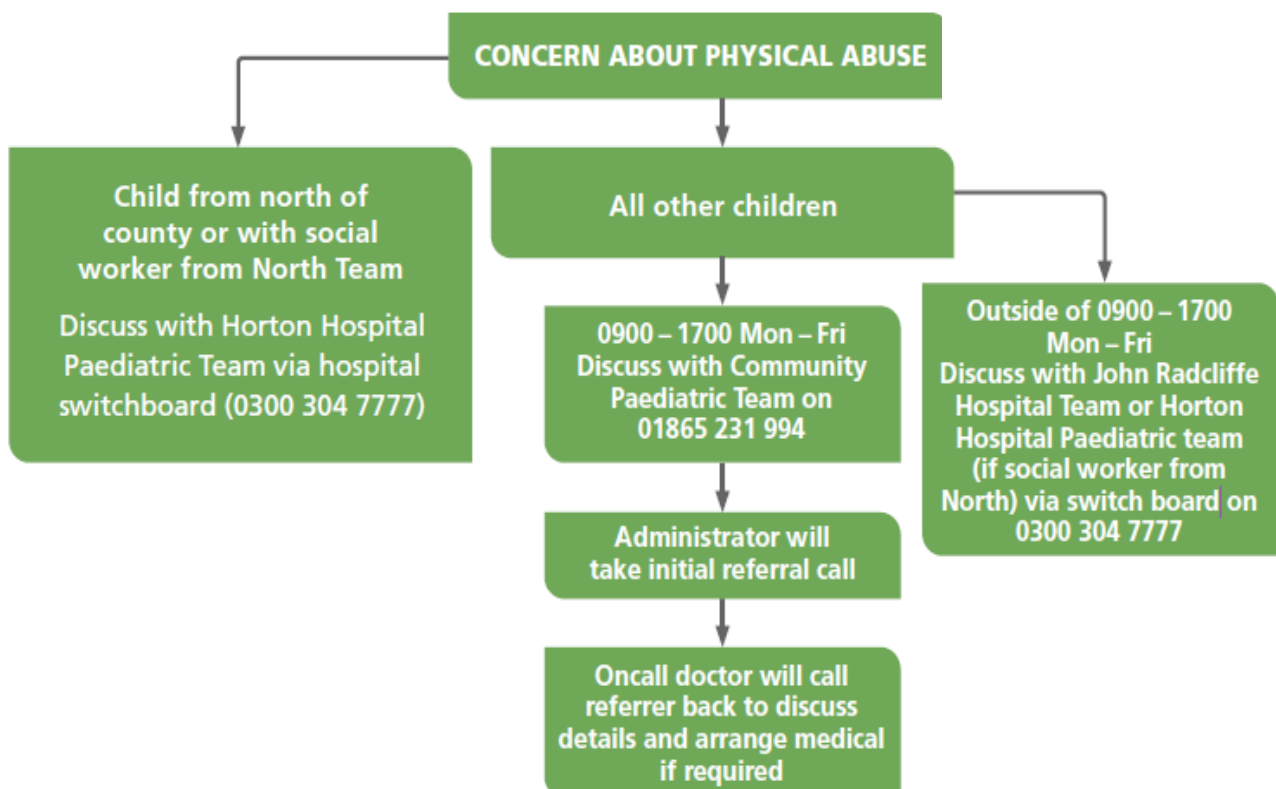 CONCERN ABOUT PHYSICAL ABUSE
Child from north of
county or with social
worker from North Team
Discuss with Horton Hospital
Paediatric Team via hospital
switchboard (0300 304 7777)
All other children
0900 – 1700 Mon – Fri
Discuss with Community
Paediatric Team on
01865 231 994
Administrator will
take initial referral call
Oncall doctor will call
referrer back to discuss
details and arrange medical
if required
Outside of 0900 – 1700
Mon – Fri
Discuss with John Radcliffe
Hospital Team or Horton
Hospital Paediatric team
(if social worker from
North) via switch board on
0300 304 7777